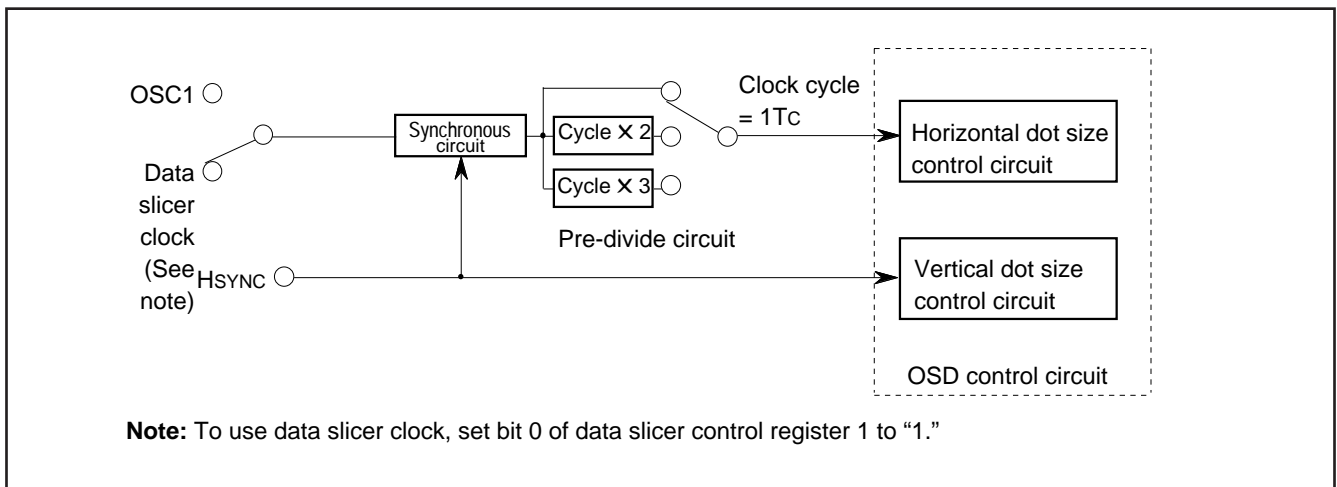 OSC1
Data
slicer
clock
(See
note)
HSYNC
Synchronous
circuit
Cycle × 2
Cycle × 3
Pre-divide circuit
Clock cycle
= 1TC
Horizontal dot size
control circuit
Vertical dot size
control circuit
OSD control circuit
Note: To use data slicer clock, set bit 0 of data slicer control register 1 to “1.”